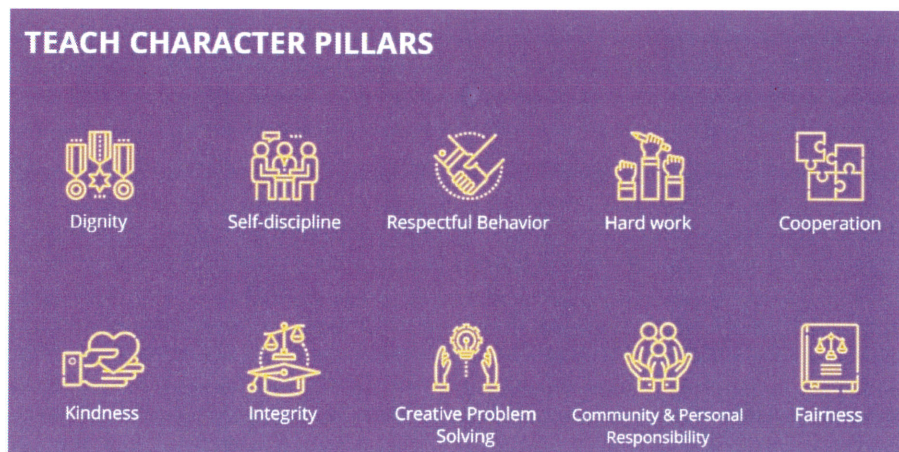 TEACH CHARACTER PILLARS
Dignity
Self-discipline
Respectful Behavior
Hard work
Cooperation
Kindness
Integrity
Creative Problem
Solving
Community & Personal
Responsibility
Fairness